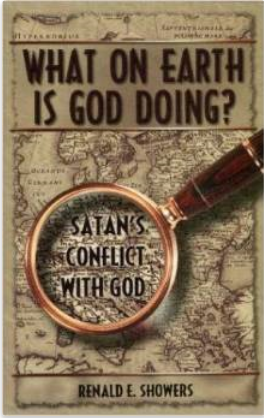 WHAT ON EARTH
IS GOD DOING?
SATAN'S
CONFLICT
WITH GOD
RENALD E. SHOWERS